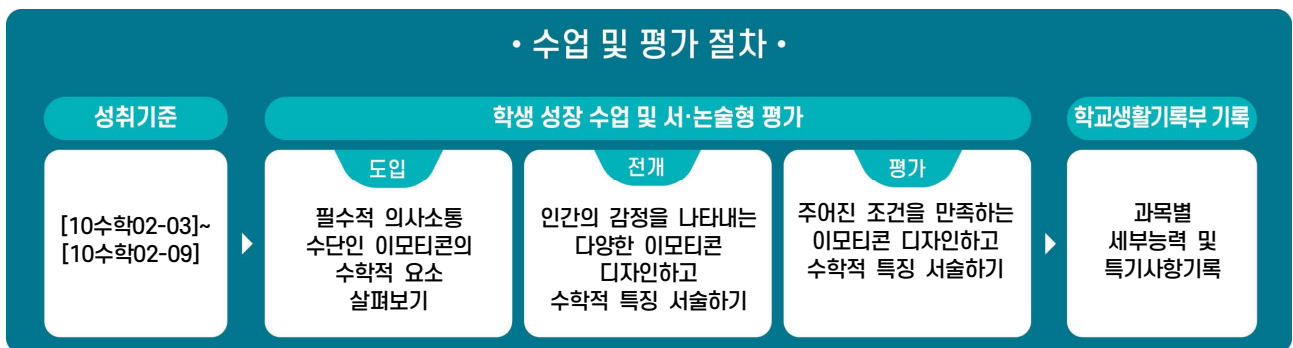 • 수업 및 평가 절차 •
성취기준
학생 성장 수업 및 서·논술형 평가
학교생활기록부 기록
[10수학02-03]~
[10수학02-09]
도입
필수적 의사소통
수단인 이모티콘의
수학적 요소
살펴보기
전개
인간의 감정을 나타내는
다양한 이모티콘
디자인하고
수학적 특징 서술하기
평가
주어진 조건을 만족하는
이모티콘 디자인하고
수학적 특징 서술하기
과목별
세부능력 및
특기사항기록